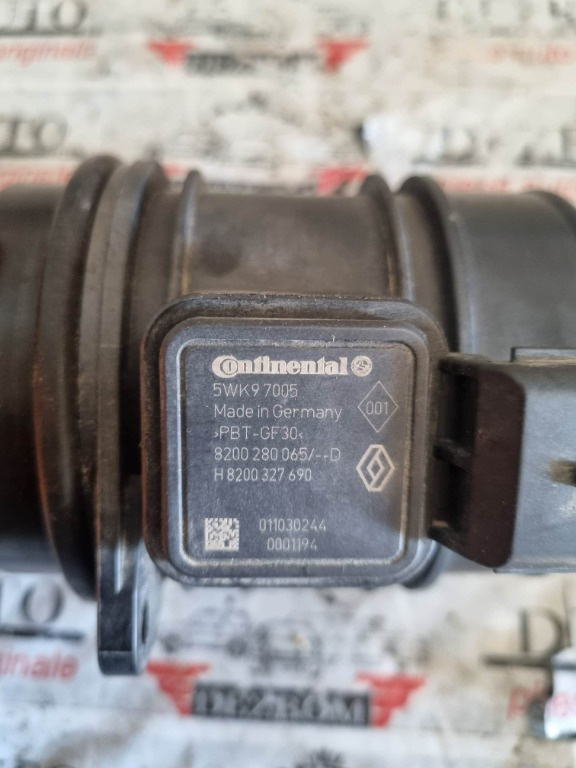 Continental
5WK9 7005
Made in Germany
001
>PBT-GF30<
8200 280 065/--D
H 8200 327 690
011030244
0001194